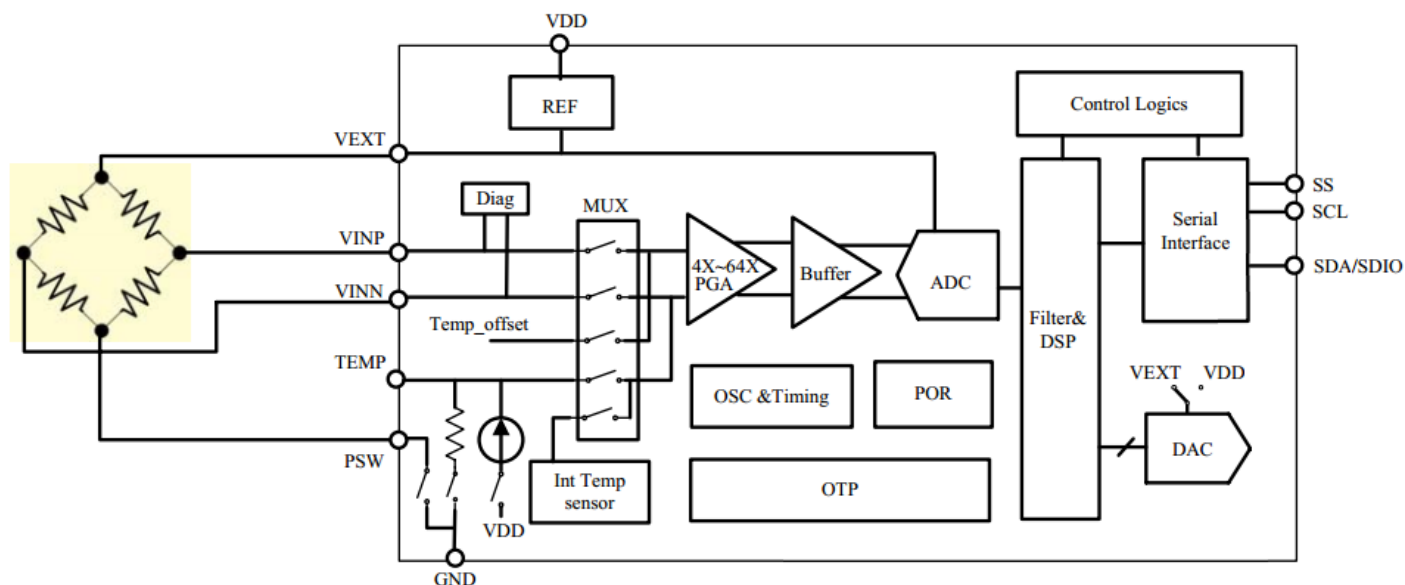 VDD
REF
Control Logics
VEXT
Diag
MUX
SS
SCL
Serial
Interface
VINP
4X~64X
PGA
Buffer
ADC
SDA/SDIO
VINN
Temp_offset
Filter&
DSP
TEMP
VEXT
VDD
OSC &Timing
POR
DAC
PSW
Int Temp
sensor
OTP
VDD
GND